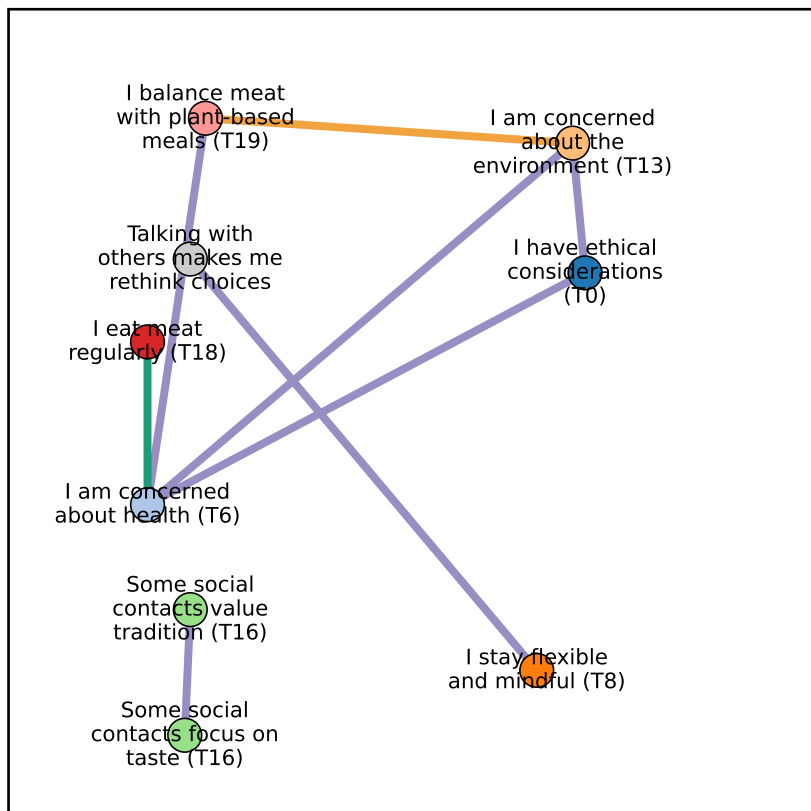 I balance meat
with plant-based
meals (T19)
I am concerned
about the
environment (T13)
Talking with
others makes me
rethink choices
I have ethical
considerations
(T0)
I eat meat
regularly (T18)
I am concerned
about health (T6)
Some social
contacts value
tradition (T16)
I stay flexible
and mindful (T8)
Some social
contacts focus on
taste (T16)